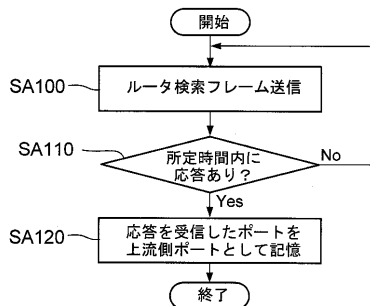 開始
SA100
ルータ検索フレーム送信
SA110
所定時間内に
応答あり?
No
Yes
SA120
応答を受信したポートを
上流側ポートとして記憶
終了